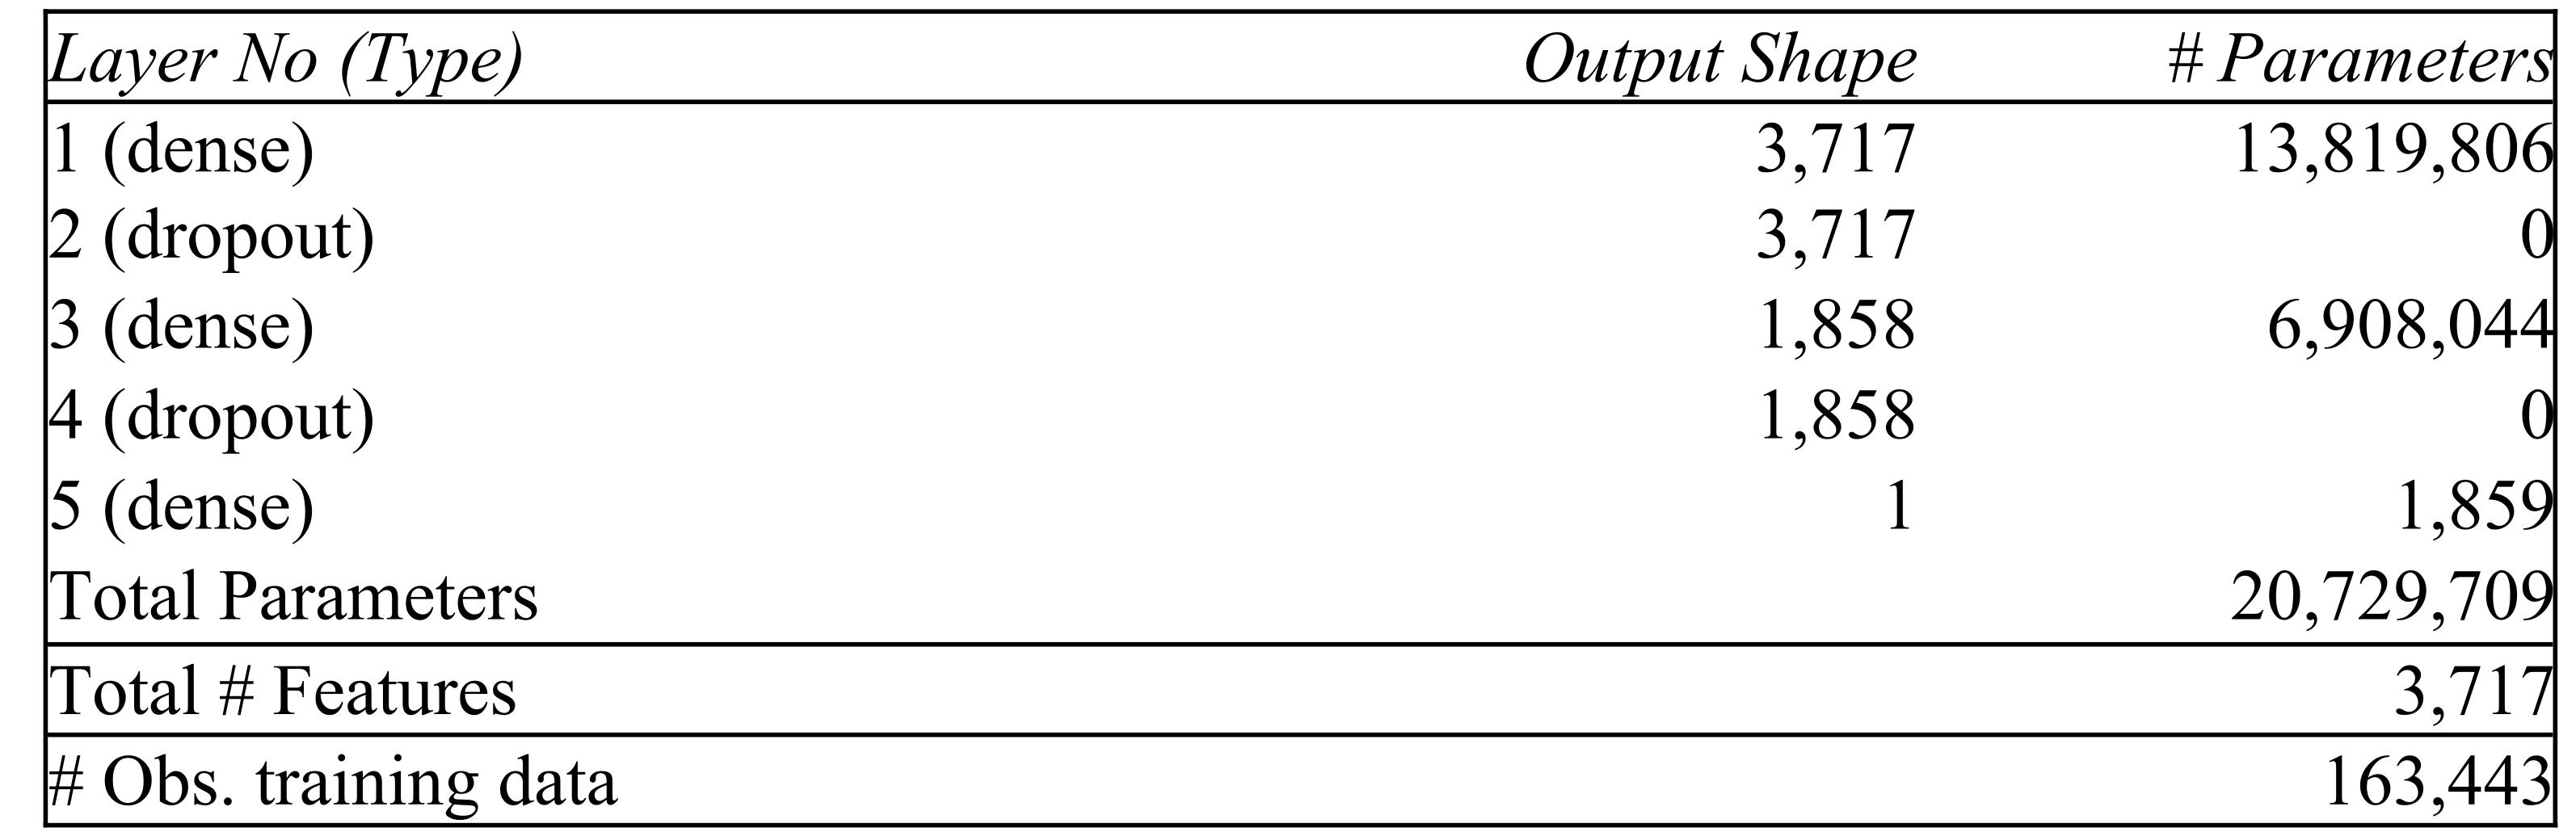 Layer No (Type) Output Shape # Parameters
1 (dense) 3,717 13,819,806
2 (dropout) 3,717 0
3 (dense) 1,858 6,908,044
4 (dropout) 1,858 0
5 (dense) 1 1,859
Total Parameters 20,729,709
Total # Features 3,717
# Obs. training data 163,443